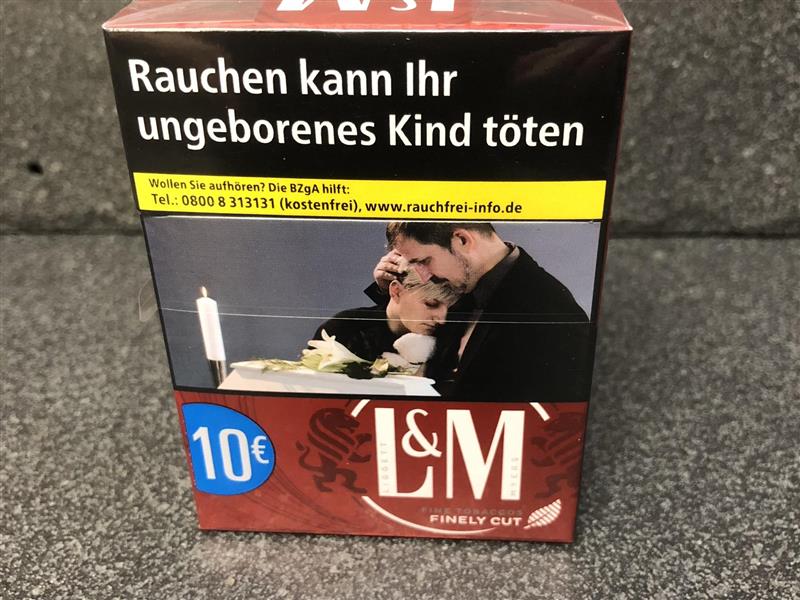 L&M
Rauchen kann Ihr
ungeborenes Kind töten
Wollen Sie aufhören? Die BZgA hilft:
Tel.: 0800 8 313131 (kostenfrei), www.rauchfrei-info.de
10€
LIGGETT
L&M
MYERS
FINE TOBACCOS
FINELY CUT